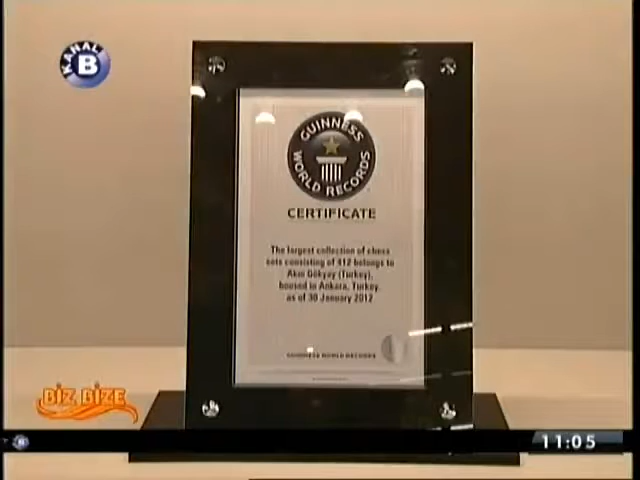 KANAL
B
GUINNESS
WORLD RECORDS
CERTIFICATE
The largest collection of chess
sets consisting of 412 belongs to
Akın Gökyay (Turkey),
housed in Ankara, Turkey,
as of 30 January 2012
GUINNESS WORLD RECORDS
BİZ BİZE
B
11:05